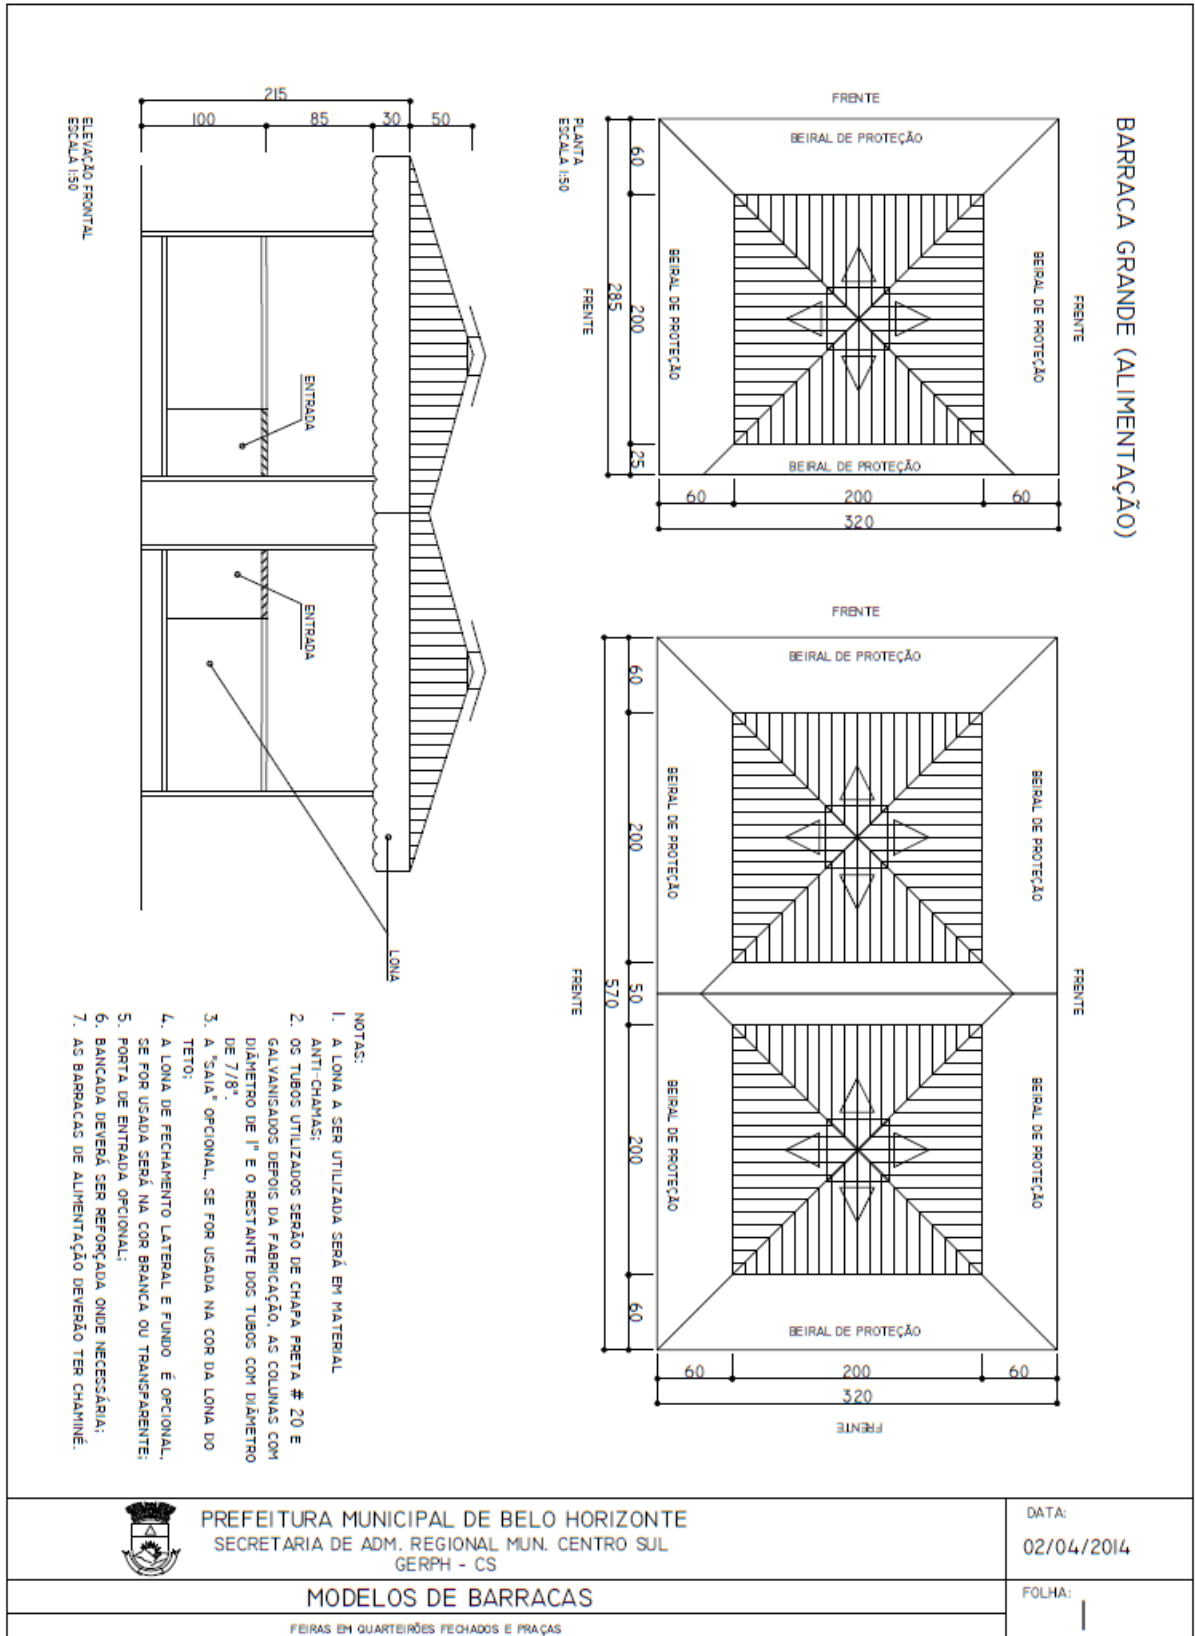 BARRACA GRANDE (ALIMENTAÇÃO)
FRENTE
BEIRAL DE PROTEÇÃO
BEIRAL DE PROTEÇÃO
FRENTE
BEIRAL DE PROTEÇÃO
FRENTE
BEIRAL DE PROTEÇÃO
60
200
25
285
60
200
60
320
PLANTA
ESCALA 1:50
FRENTE
BEIRAL DE PROTEÇÃO
BEIRAL DE PROTEÇÃO
BEIRAL DE PROTEÇÃO
FRENTE
FRENTE
BEIRAL DE PROTEÇÃO
BEIRAL DE PROTEÇÃO
BEIRAL DE PROTEÇÃO
60
200
50
200
60
570
60
200
60
320
FRENTE
215
100
85
30
50
ENTRADA
ENTRADA
LONA
ELEVAÇÃO FRONTAL
ESCALA 1:50
NOTAS:
1. A LONA A SER UTILIZADA SERÁ EM MATERIAL
ANTI-CHAMAS;
2. OS TUBOS UTILIZADOS SERÃO DE CHAPA PRETA # 20 E
GALVANISADOS DEPOIS DA FABRICAÇÃO, AS COLUNAS COM
DIÂMETRO DE 1" E O RESTANTE DOS TUBOS COM DIÂMETRO
DE 7/8".
3. A "SAIA" OPCIONAL, SE FOR USADA NA COR DA LONA DO
TETO;
4. A LONA DE FECHAMENTO LATERAL E FUNDO É OPCIONAL,
SE FOR USADA SERÁ NA COR BRANCA OU TRANSPARENTE;
5. PORTA DE ENTRADA OPCIONAL;
6. BANCADA DEVERÁ SER REFORÇADA ONDE NECESSÁRIA;
7. AS BARRACAS DE ALIMENTAÇÃO DEVERÃO TER CHAMINÉ.
PREFEITURA MUNICIPAL DE BELO HORIZONTE
SECRETARIA DE ADM. REGIONAL MUN. CENTRO SUL
GERPH - CS
MODELOS DE BARRACAS
FEIRAS EM QUARTEIRÕES FECHADOS E PRAÇAS
DATA:
02/04/2014
FOLHA:
1